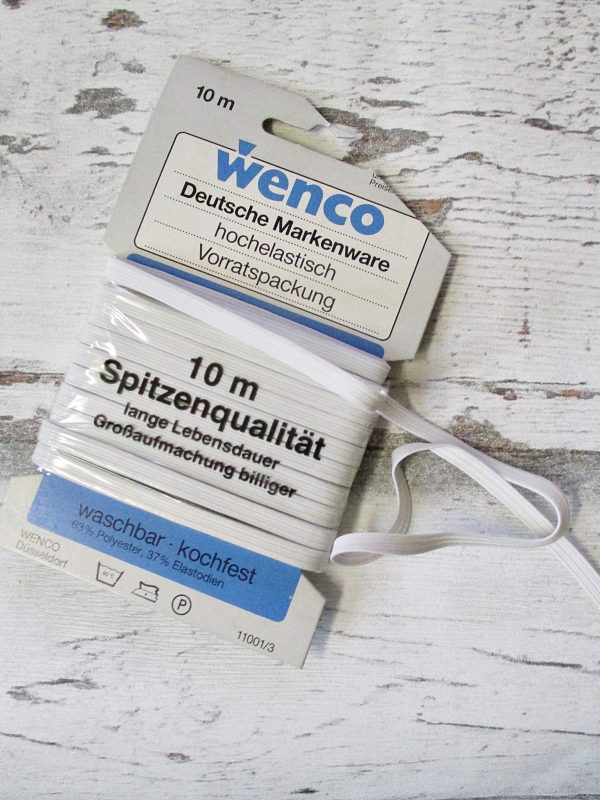 10 m
Preise
wenco
Deutsche Markenware
hochelastisch
Vorratspackung
10 m
Spitzenqualität
lange Lebensdauer
Großaufmachung billiger
waschbar · kochfest
63% Polyester, 37% Elastodien
WENCO
Düsseldorf
P
11001/3